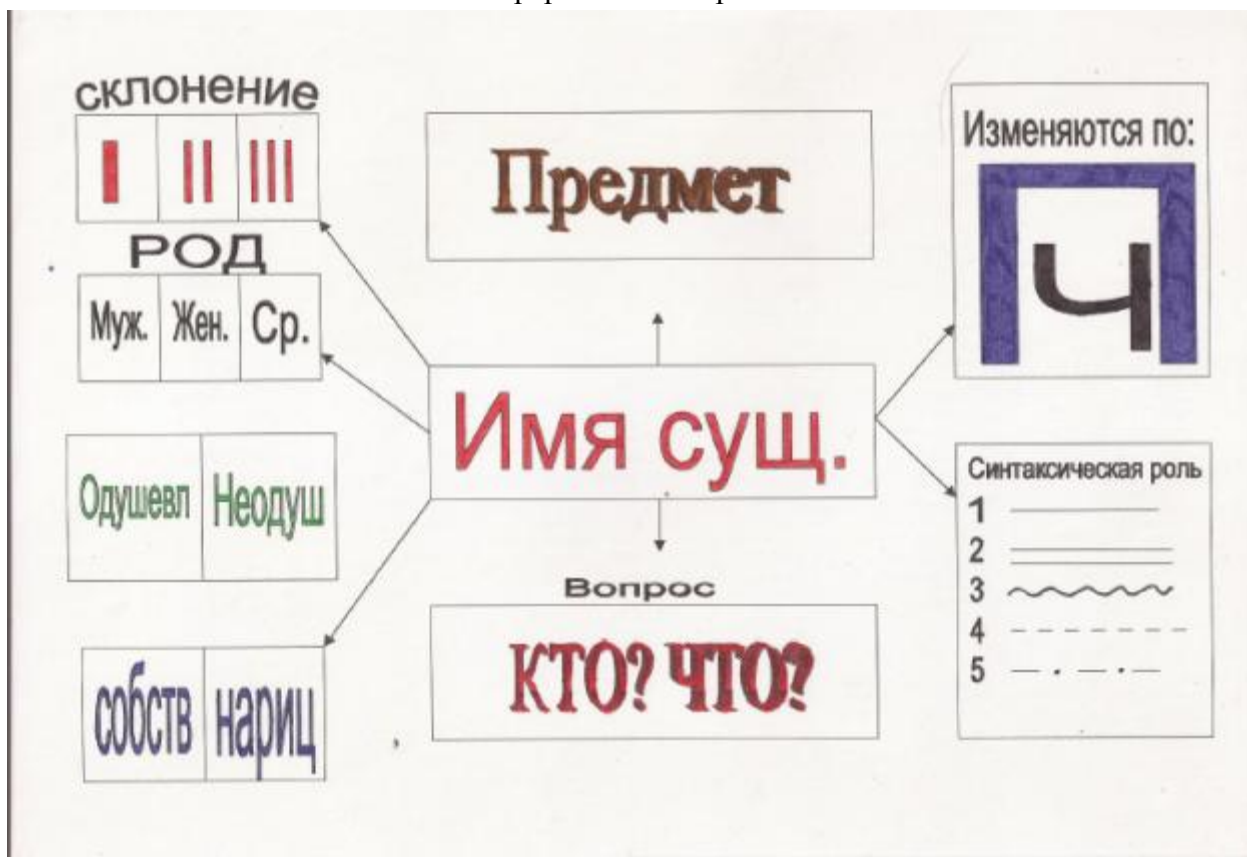 склонение
I II III
РОД
Муж. Жен. Ср.
Одушевл Неодуш
собств нариц
Предмет
Имя сущ.
Вопрос
КТО? ЧТО?
Изменяются по:
П
Ч
Синтаксическая роль
1
2
3
4
5